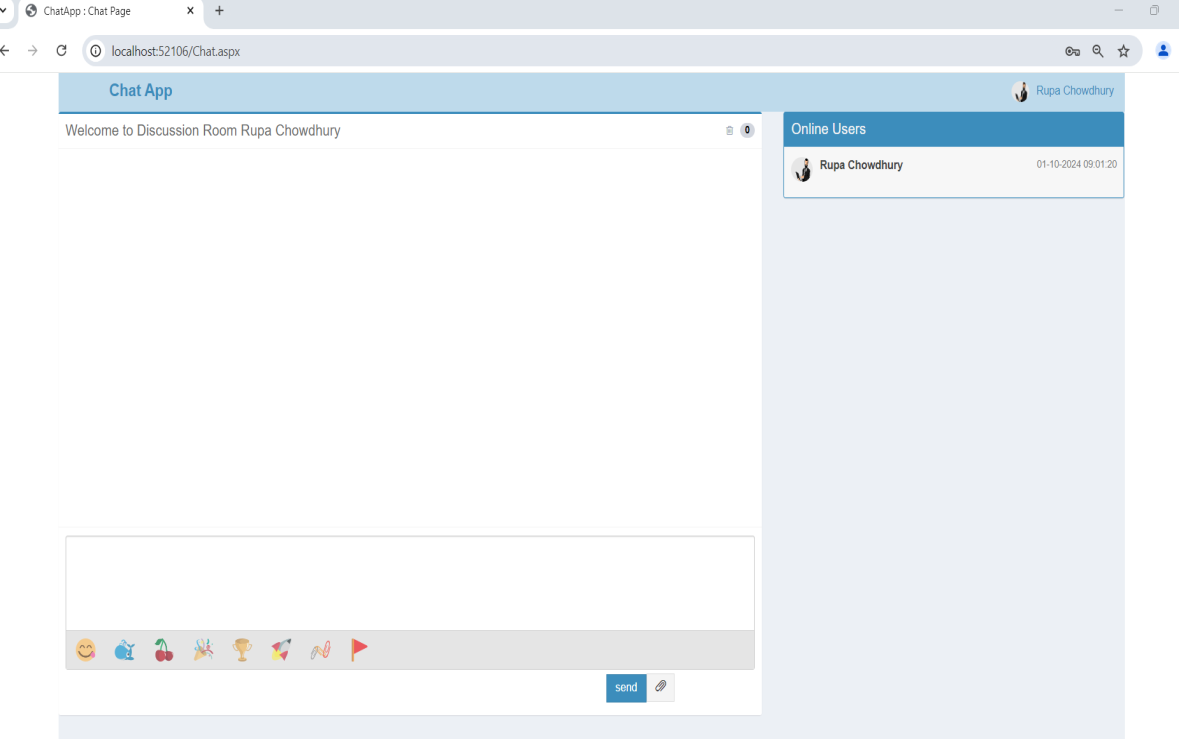 ChatApp : Chat Page
localhost:52106/Chat.aspx
Chat App
Rupa Chowdhury
Welcome to Discussion Room Rupa Chowdhury
0
Online Users
Rupa Chowdhury
01-10-2024 09:01:20
send